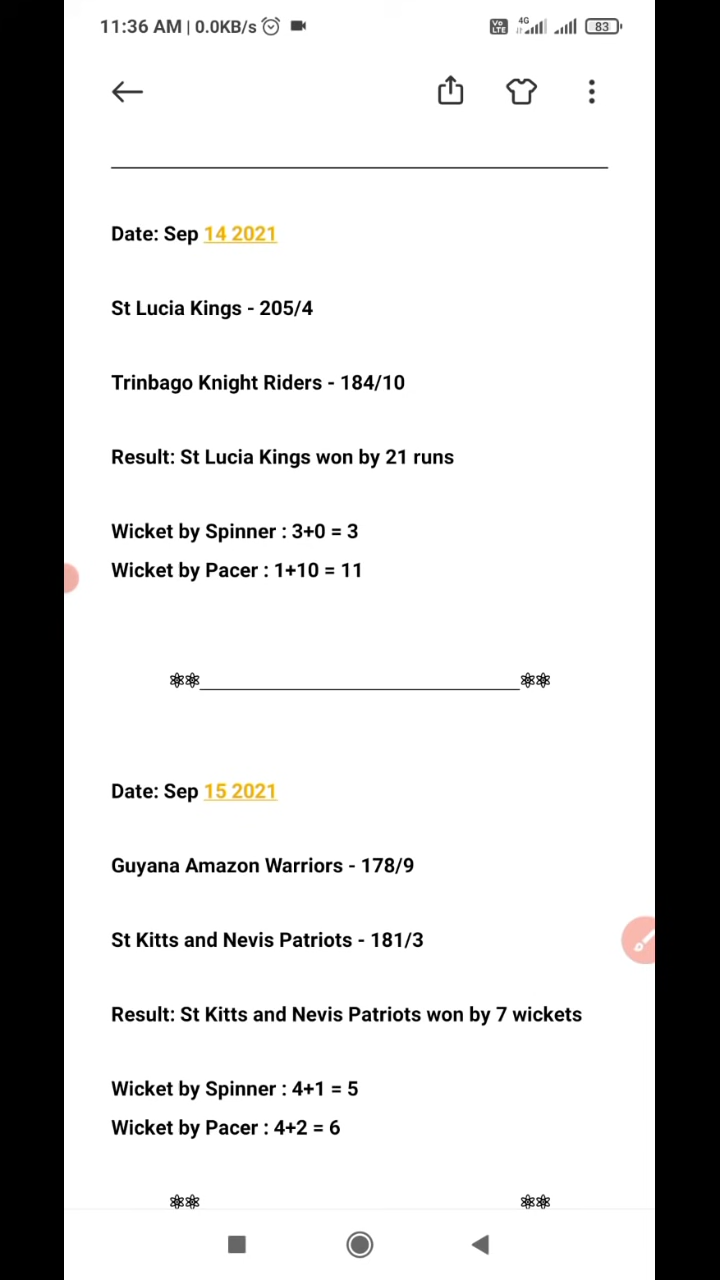 11:36 AM | 0.0KB/s
Vo LTE 4G 83
Date: Sep 14 2021
St Lucia Kings - 205/4
Trinbago Knight Riders - 184/10
Result: St Lucia Kings won by 21 runs
Wicket by Spinner : 3+0 = 3
Wicket by Pacer : 1+10 = 11
Date: Sep 15 2021
Guyana Amazon Warriors - 178/9
St Kitts and Nevis Patriots - 181/3
Result: St Kitts and Nevis Patriots won by 7 wickets
Wicket by Spinner : 4+1 = 5
Wicket by Pacer : 4+2 = 6